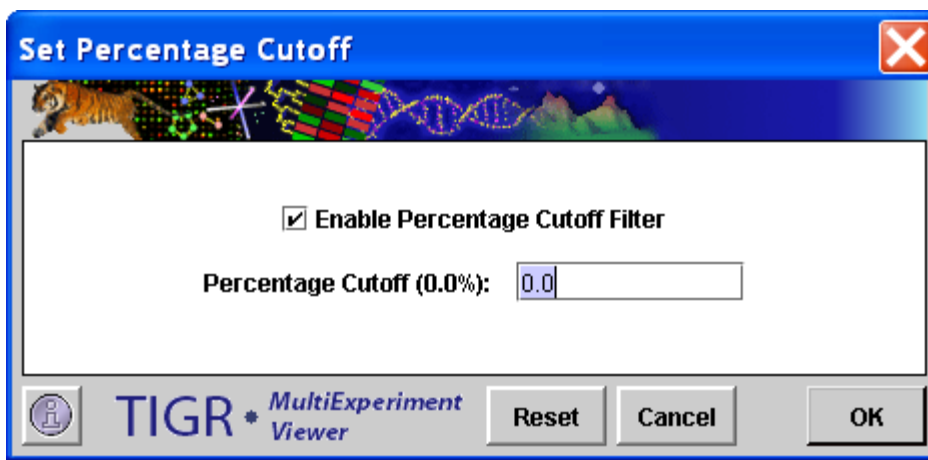 Set Percentage Cutoff
Enable Percentage Cutoff Filter
Percentage Cutoff (0.0%): 0.0
TIGR • MultiExperiment
Viewer
Reset Cancel OK